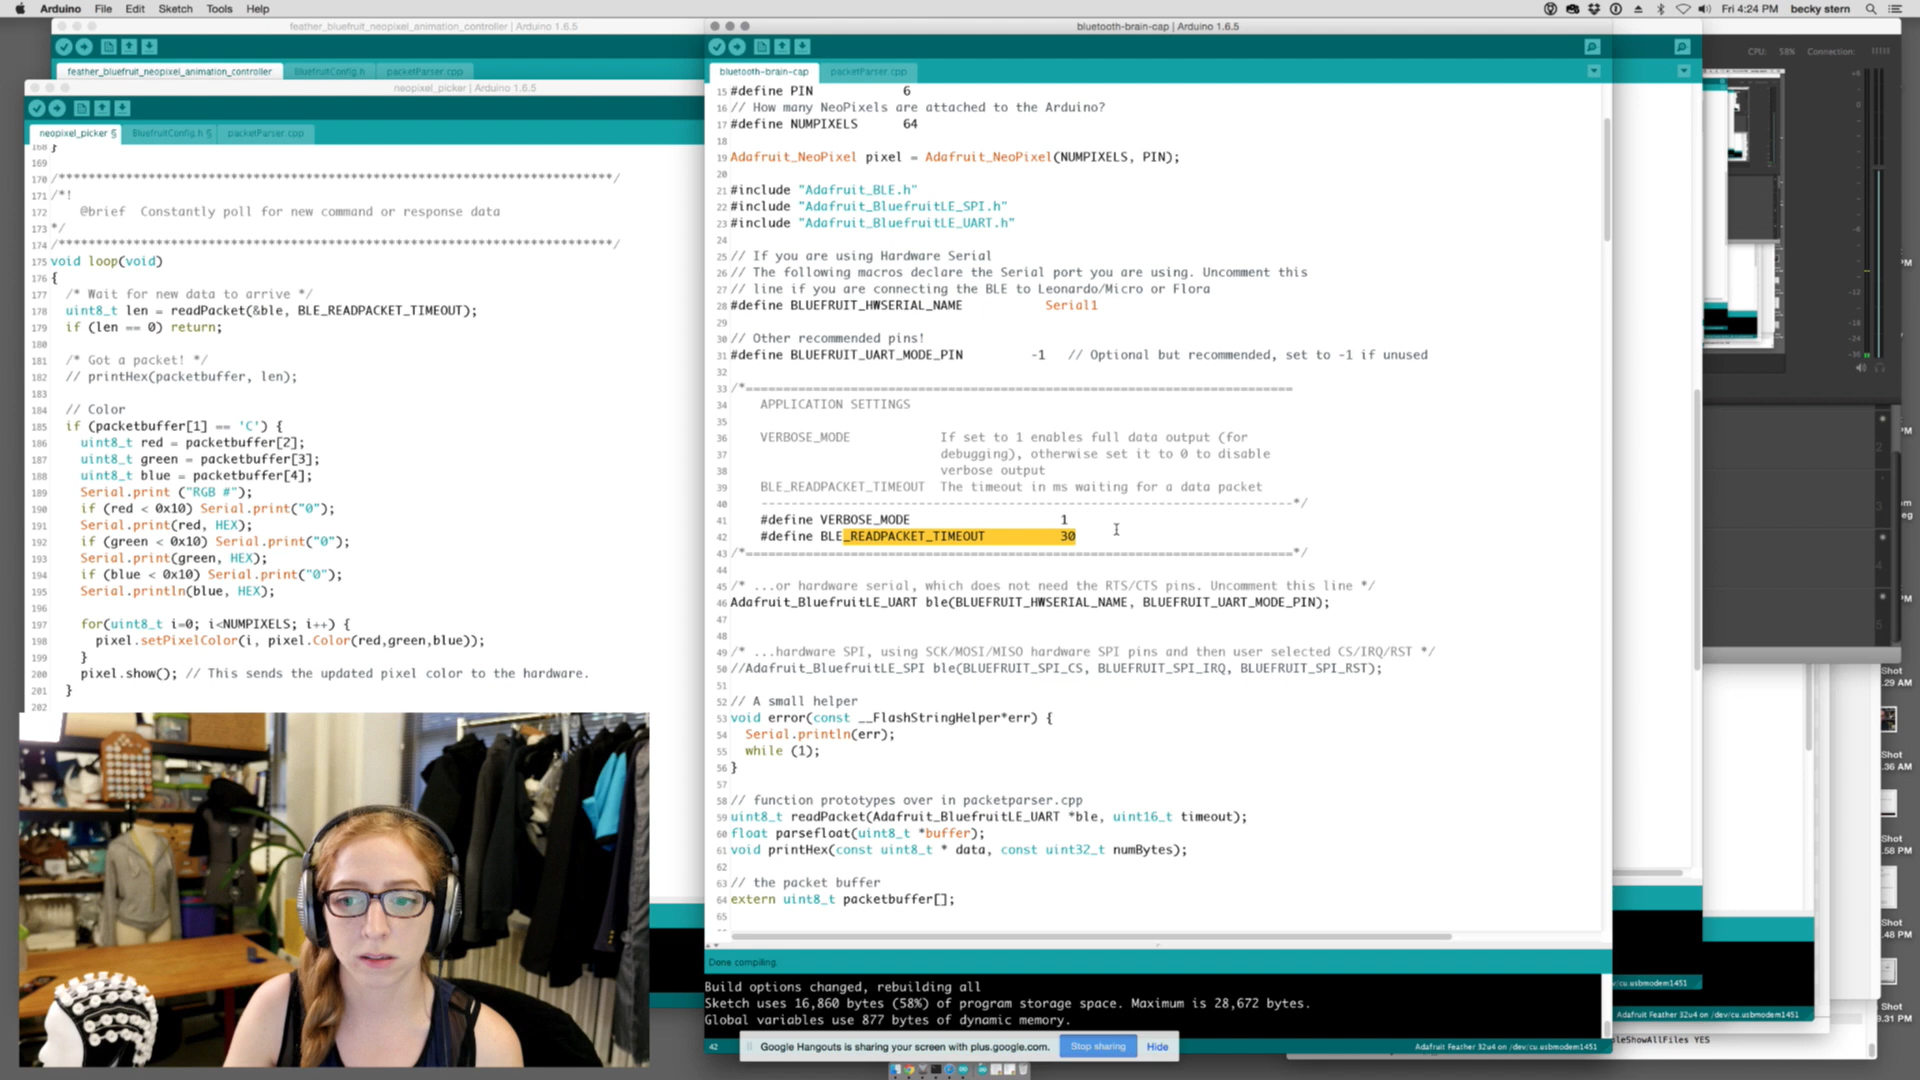 Arduino File Edit Sketch Tools Help
Fri 4:24 PM becky stern
feather_bluefruit_neopixel_animation_controller | Arduino 1.6.5
feather_bluefruit_neopixel_animation_controller BluefruitConfig.h packetParser.cpp
neopixel_picker | Arduino 1.6.5
neopixel_picker § BluefruitConfig.h § packetParser.cpp
168 }
169
170 /***************************************************************************/
171 /*!
172 @brief Constantly poll for new command or response data
173 */
174 /***************************************************************************/
175 void loop(void)
176 {
177 /* Wait for new data to arrive */
178 uint8_t len = readPacket(&ble, BLE_READPACKET_TIMEOUT);
179 if (len == 0) return;
180
181 /* Got a packet! */
182 // printHex(packetbuffer, len);
183
184 // Color
185 if (packetbuffer[1] == 'C') {
186 uint8_t red = packetbuffer[2];
187 uint8_t green = packetbuffer[3];
188 uint8_t blue = packetbuffer[4];
189 Serial.print ("RGB #");
190 if (red < 0x10) Serial.print("0");
191 Serial.print(red, HEX);
192 if (green < 0x10) Serial.print("0");
193 Serial.print(green, HEX);
194 if (blue < 0x10) Serial.print("0");
195 Serial.println(blue, HEX);
196
197 for(uint8_t i=0; i<NUMPIXELS; i++) {
198 pixel.setPixelColor(i, pixel.Color(red,green,blue));
199 }
200 pixel.show(); // This sends the updated pixel color to the hardware.
201 }
202
bluetooth-brain-cap | Arduino 1.6.5
bluetooth-brain-cap packetParser.cpp
15 #define PIN 6
16 // How many NeoPixels are attached to the Arduino?
17 #define NUMPIXELS 64
18
19 Adafruit_NeoPixel pixel = Adafruit_NeoPixel(NUMPIXELS, PIN);
20
21 #include "Adafruit_BLE.h"
22 #include "Adafruit_BluefruitLE_SPI.h"
23 #include "Adafruit_BluefruitLE_UART.h"
24
25 // If you are using Hardware Serial
26 // The following macros declare the Serial port you are using. Uncomment this
27 // line if you are connecting the BLE to Leonardo/Micro or Flora
28 #define BLUEFRUIT_HWSERIAL_NAME Serial1
29
30 // Other recommended pins!
31 #define BLUEFRUIT_UART_MODE_PIN -1 // Optional but recommended, set to -1 if unused
32
33 /*=========================================================================
34 APPLICATION SETTINGS
35
36 VERBOSE_MODE If set to 1 enables full data output (for
37 debugging), otherwise set it to 0 to disable
38 verbose output
39 BLE_READPACKET_TIMEOUT The timeout in ms waiting for a data packet
40 -----------------------------------------------------------------------*/
41 #define VERBOSE_MODE 1
42 #define BLE_READPACKET_TIMEOUT 30
43 /*=========================================================================*/
44
45 /* ...or hardware serial, which does not need the RTS/CTS pins. Uncomment this line */
46 Adafruit_BluefruitLE_UART ble(BLUEFRUIT_HWSERIAL_NAME, BLUEFRUIT_UART_MODE_PIN);
47
48
49 /* ...hardware SPI, using SCK/MOSI/MISO hardware SPI pins and then user selected CS/IRQ/RST */
50 //Adafruit_BluefruitLE_SPI ble(BLUEFRUIT_SPI_CS, BLUEFRUIT_SPI_IRQ, BLUEFRUIT_SPI_RST);
51
52 // A small helper
53 void error(const __FlashStringHelper*err) {
54 Serial.println(err);
55 while (1);
56 }
57
58 // function prototypes over in packetparser.cpp
59 uint8_t readPacket(Adafruit_BluefruitLE_UART *ble, uint16_t timeout);
60 float parsefloat(uint8_t *buffer);
61 void printHex(const uint8_t * data, const uint32_t numBytes);
62
63 // the packet buffer
64 extern uint8_t packetbuffer[];
65
Done compiling.
Build options changed, rebuilding all
Sketch uses 16,860 bytes (58%) of program storage space. Maximum is 28,672 bytes.
Global variables use 877 bytes of dynamic memory.
42
Adafruit Feather 32u4 on /dev/cu.usbmodem1451
Google Hangouts is sharing your screen with plus.google.com. Stop sharing Hide
CPU: 58% Connection:
Shot
.29 AM
Shot
.36 AM
Shot
.58 PM
Shot
.48 PM
Shot
9.31 PM
/cu.usbmodem1451
Adafruit Feather 32u4 on /dev/cu.usbmodem1451
leShowAllFiles YES